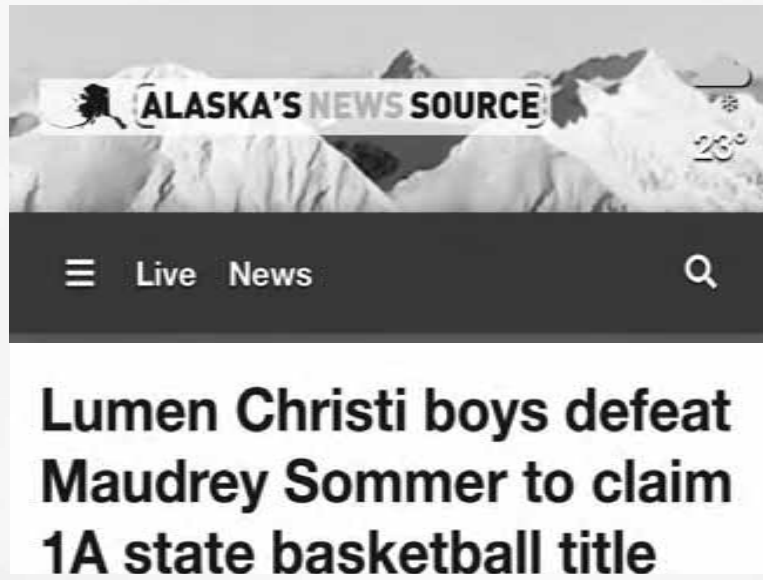 ALASKA'S NEWS SOURCE
23°
Live News
Lumen Christi boys defeat
Maudrey Sommer to claim
1A state basketball title